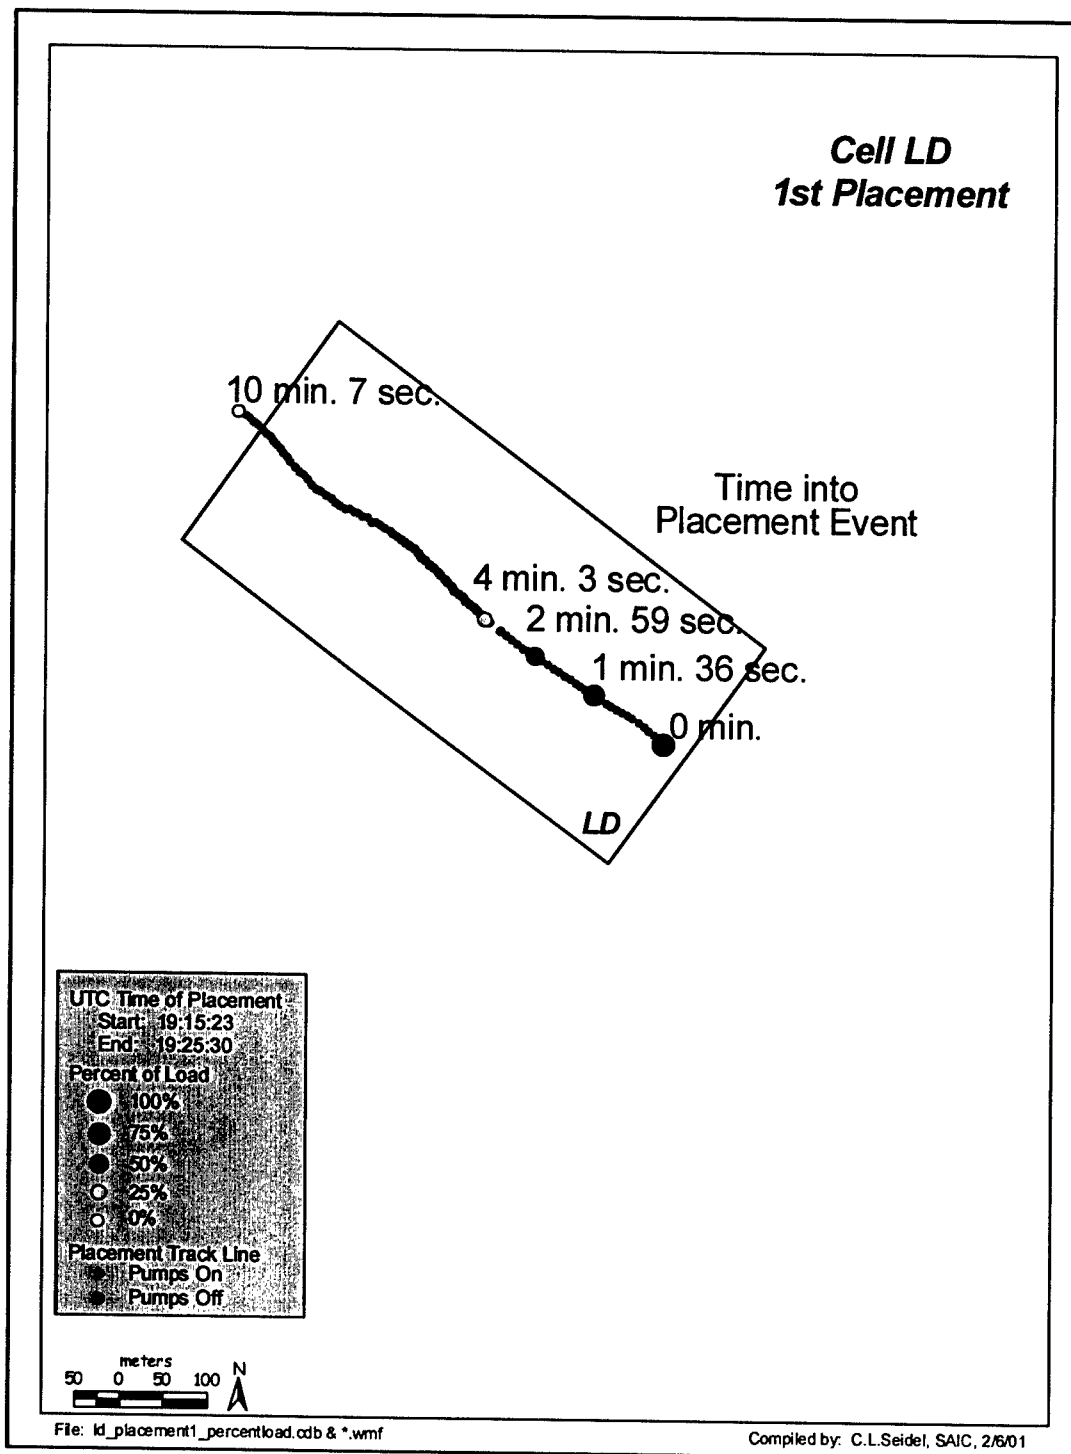 Cell LD
1st Placement
10 min. 7 sec.
Time into
Placement Event
4 min. 3 sec.
2 min. 59 sec.
1 min. 36 sec.
0 min.
LD
UTC Time of Placement
Start: 19:15:23
End: 19:25:30
Percent of Load
100%
75%
50%
25%
0%
Placement Track Line
Pumps On
Pumps Off
meters
50 0 50 100
N
File: ld_placement1_percentload.cdb & *.wmf
Compiled by: C.L.Seidel, SAIC, 2/6/01